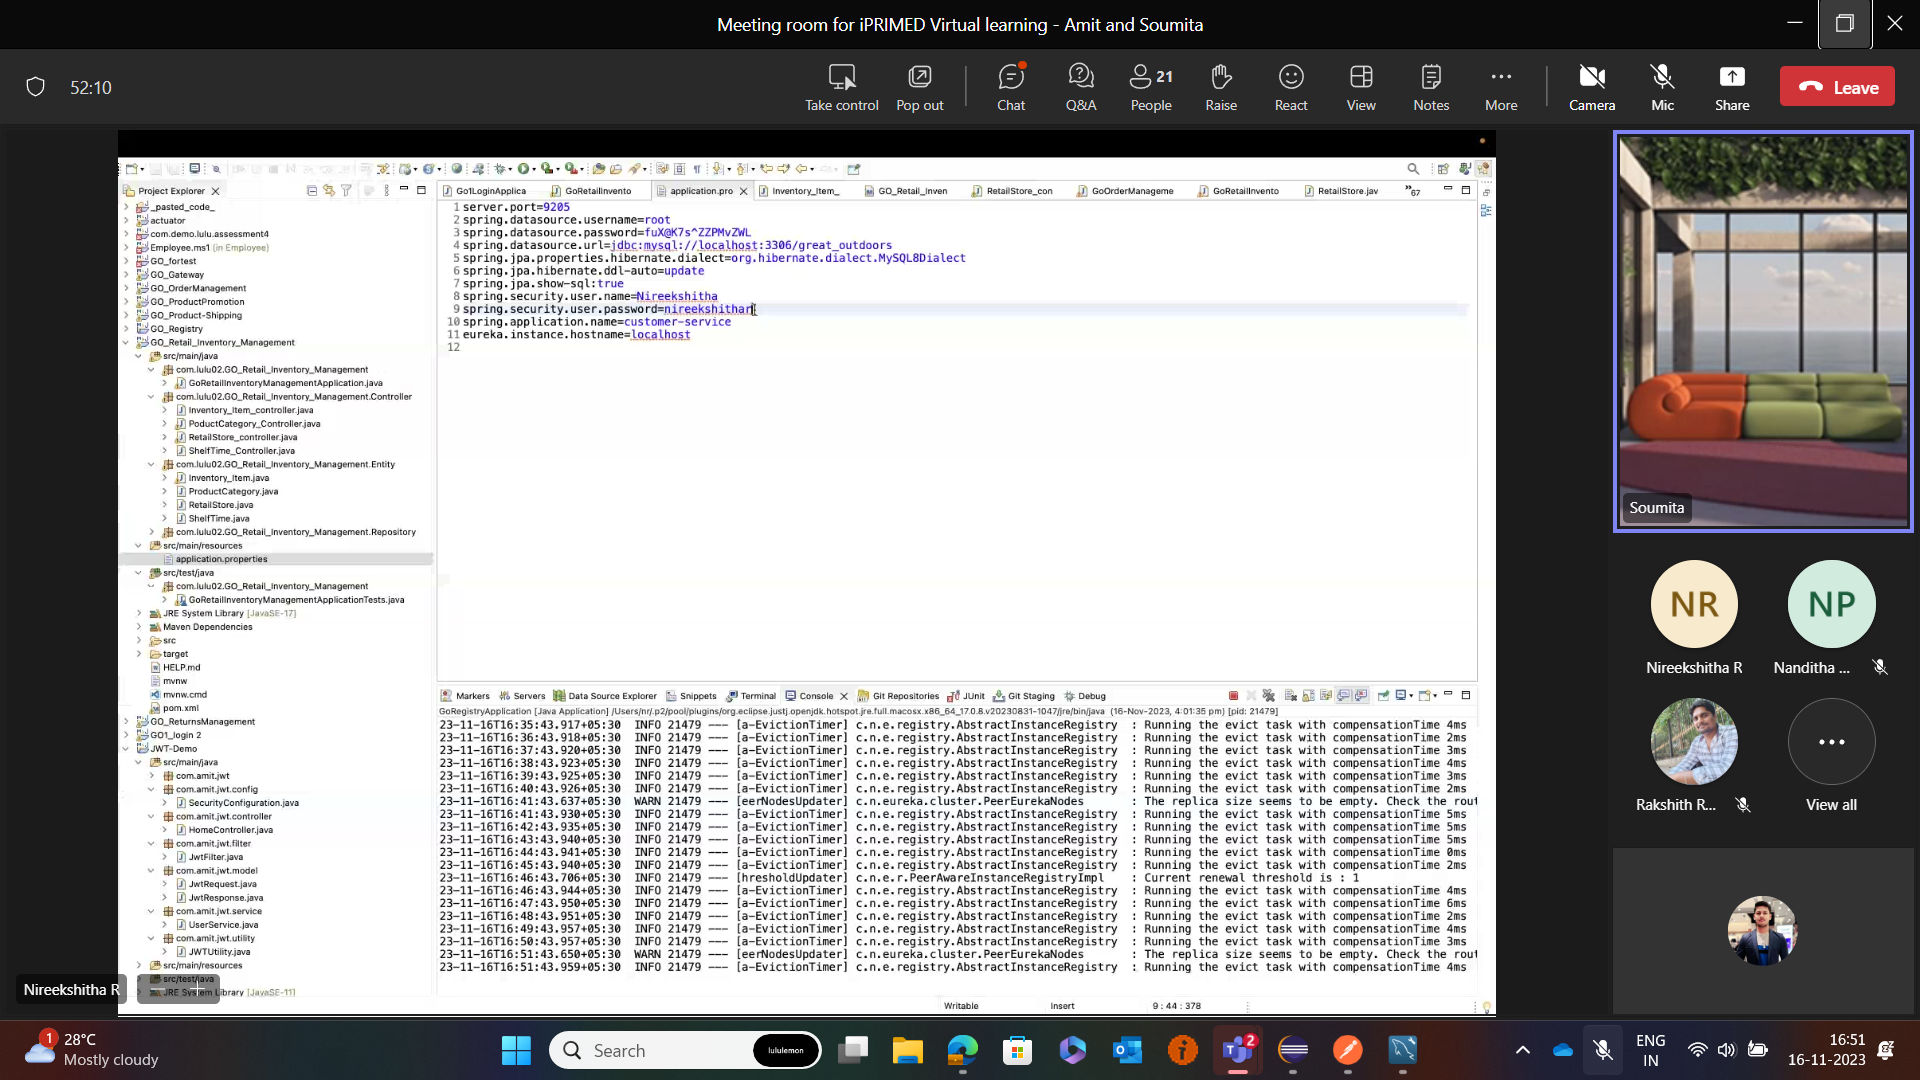 Meeting room for iPRIMED Virtual learning - Amit and Soumita
52:10
Take control
Pop out
Chat
Q&A
21
People
Raise
React
View
Notes
More
Camera
Mic
Share
Leave
Project Explorer
Go1LoginApplica
GoRetailInvento
application.pro
Inventory_Item_
GO_Retail_Inven
RetailStore_con
GoOrderManageme
GoRetailInvento
RetailStore.jav
67
_pasted_code_
actuator
com.demo.lulu.assessment4
Employee.ms1 (in Employee)
GO_fortest
GO_Gateway
GO_OrderManagement
GO_ProductPromotion
GO_Product-Shipping
GO_Registry
GO_Retail_Inventory_Management
src/main/java
com.lulu02.GO_Retail_Inventory_Management
GoRetailInventoryManagementApplication.java
com.lulu02.GO_Retail_Inventory_Management.Controller
Inventory_Item_controller.java
PoductCategory_Controller.java
RetailStore_controller.java
ShelfTime_Controller.java
com.lulu02.GO_Retail_Inventory_Management.Entity
Inventory_Item.java
ProductCategory.java
RetailStore.java
ShelfTime.java
com.lulu02.GO_Retail_Inventory_Management.Repository
src/main/resources
application.properties
src/test/java
com.lulu02.GO_Retail_Inventory_Management
GoRetailInventoryManagementApplicationTests.java
JRE System Library [JavaSE-17]
Maven Dependencies
src
target
HELP.md
mvnw
mvnw.cmd
pom.xml
GO_ReturnsManagement
GO1_login 2
JWT-Demo
src/main/java
com.amit.jwt
com.amit.jwt.config
SecurityConfiguration.java
com.amit.jwt.controller
HomeController.java
com.amit.jwt.filter
JwtFilter.java
com.amit.jwt.model
JwtRequest.java
JwtResponse.java
com.amit.jwt.service
UserService.java
com.amit.jwt.utility
JWTUtility.java
src/main/resources
src/test/java
JRE System Library [JavaSE-11]
1 server.port=9205
2 spring.datasource.username=root
3 spring.datasource.password=fuX@K7s^ZZPMvZWL
4 spring.datasource.url=jdbc:mysql://localhost:3306/great_outdoors
5 spring.jpa.properties.hibernate.dialect=org.hibernate.dialect.MySQL8Dialect
6 spring.jpa.hibernate.ddl-auto=update
7 spring.jpa.show-sql:true
8 spring.security.user.name=Nireekshitha
9 spring.security.user.password=nireekshithar
10 spring.application.name=customer-service
11 eureka.instance.hostname=localhost
12
Markers
Servers
Data Source Explorer
Snippets
Terminal
Console
Git Repositories
JUnit
Git Staging
Debug
GoRegistryApplication [Java Application] /Users/nr/.p2/pool/plugins/org.eclipse.justj.openjdk.hotspot.jre.full.macosx.x86_64_17.0.8.v20230831-1047/jre/bin/java (16-Nov-2023, 4:01:35 pm) [pid: 21479]
23-11-16T16:35:43.917+05:30 INFO 21479 --- [a-EvictionTimer] c.n.e.registry.AbstractInstanceRegistry : Running the evict task with compensationTime 4ms
23-11-16T16:36:43.918+05:30 INFO 21479 --- [a-EvictionTimer] c.n.e.registry.AbstractInstanceRegistry : Running the evict task with compensationTime 2ms
23-11-16T16:37:43.920+05:30 INFO 21479 --- [a-EvictionTimer] c.n.e.registry.AbstractInstanceRegistry : Running the evict task with compensationTime 3ms
23-11-16T16:38:43.923+05:30 INFO 21479 --- [a-EvictionTimer] c.n.e.registry.AbstractInstanceRegistry : Running the evict task with compensationTime 4ms
23-11-16T16:39:43.925+05:30 INFO 21479 --- [a-EvictionTimer] c.n.e.registry.AbstractInstanceRegistry : Running the evict task with compensationTime 3ms
23-11-16T16:40:43.926+05:30 INFO 21479 --- [a-EvictionTimer] c.n.e.registry.AbstractInstanceRegistry : Running the evict task with compensationTime 2ms
23-11-16T16:41:43.637+05:30 WARN 21479 --- [eerNodesUpdater] c.n.eureka.cluster.PeerEurekaNodes : The replica size seems to be empty. Check the rout
23-11-16T16:41:43.930+05:30 INFO 21479 --- [a-EvictionTimer] c.n.e.registry.AbstractInstanceRegistry : Running the evict task with compensationTime 5ms
23-11-16T16:42:43.935+05:30 INFO 21479 --- [a-EvictionTimer] c.n.e.registry.AbstractInstanceRegistry : Running the evict task with compensationTime 5ms
23-11-16T16:43:43.940+05:30 INFO 21479 --- [a-EvictionTimer] c.n.e.registry.AbstractInstanceRegistry : Running the evict task with compensationTime 5ms
23-11-16T16:44:43.941+05:30 INFO 21479 --- [a-EvictionTimer] c.n.e.registry.AbstractInstanceRegistry : Running the evict task with compensationTime 0ms
23-11-16T16:45:43.940+05:30 INFO 21479 --- [a-EvictionTimer] c.n.e.registry.AbstractInstanceRegistry : Running the evict task with compensationTime 2ms
23-11-16T16:46:43.706+05:30 INFO 21479 --- [hresholdUpdater] c.n.e.r.PeerAwareInstanceRegistryImpl : Current renewal threshold is : 1
23-11-16T16:46:43.944+05:30 INFO 21479 --- [a-EvictionTimer] c.n.e.registry.AbstractInstanceRegistry : Running the evict task with compensationTime 4ms
23-11-16T16:47:43.950+05:30 INFO 21479 --- [a-EvictionTimer] c.n.e.registry.AbstractInstanceRegistry : Running the evict task with compensationTime 6ms
23-11-16T16:48:43.951+05:30 INFO 21479 --- [a-EvictionTimer] c.n.e.registry.AbstractInstanceRegistry : Running the evict task with compensationTime 2ms
23-11-16T16:49:43.957+05:30 INFO 21479 --- [a-EvictionTimer] c.n.e.registry.AbstractInstanceRegistry : Running the evict task with compensationTime 4ms
23-11-16T16:50:43.957+05:30 INFO 21479 --- [a-EvictionTimer] c.n.e.registry.AbstractInstanceRegistry : Running the evict task with compensationTime 3ms
23-11-16T16:51:43.650+05:30 WARN 21479 --- [eerNodesUpdater] c.n.eureka.cluster.PeerEurekaNodes : The replica size seems to be empty. Check the rout
23-11-16T16:51:43.959+05:30 INFO 21479 --- [a-EvictionTimer] c.n.e.registry.AbstractInstanceRegistry : Running the evict task with compensationTime 4ms
Writable
Insert
9 : 44 : 378
Nireekshitha R
Soumita
NR
Nireekshitha R
NP
Nanditha ...
Rakshith R...
View all
1
28°C
Mostly cloudy
Search
lululemon
2
ENG
IN
16:51
16-11-2023